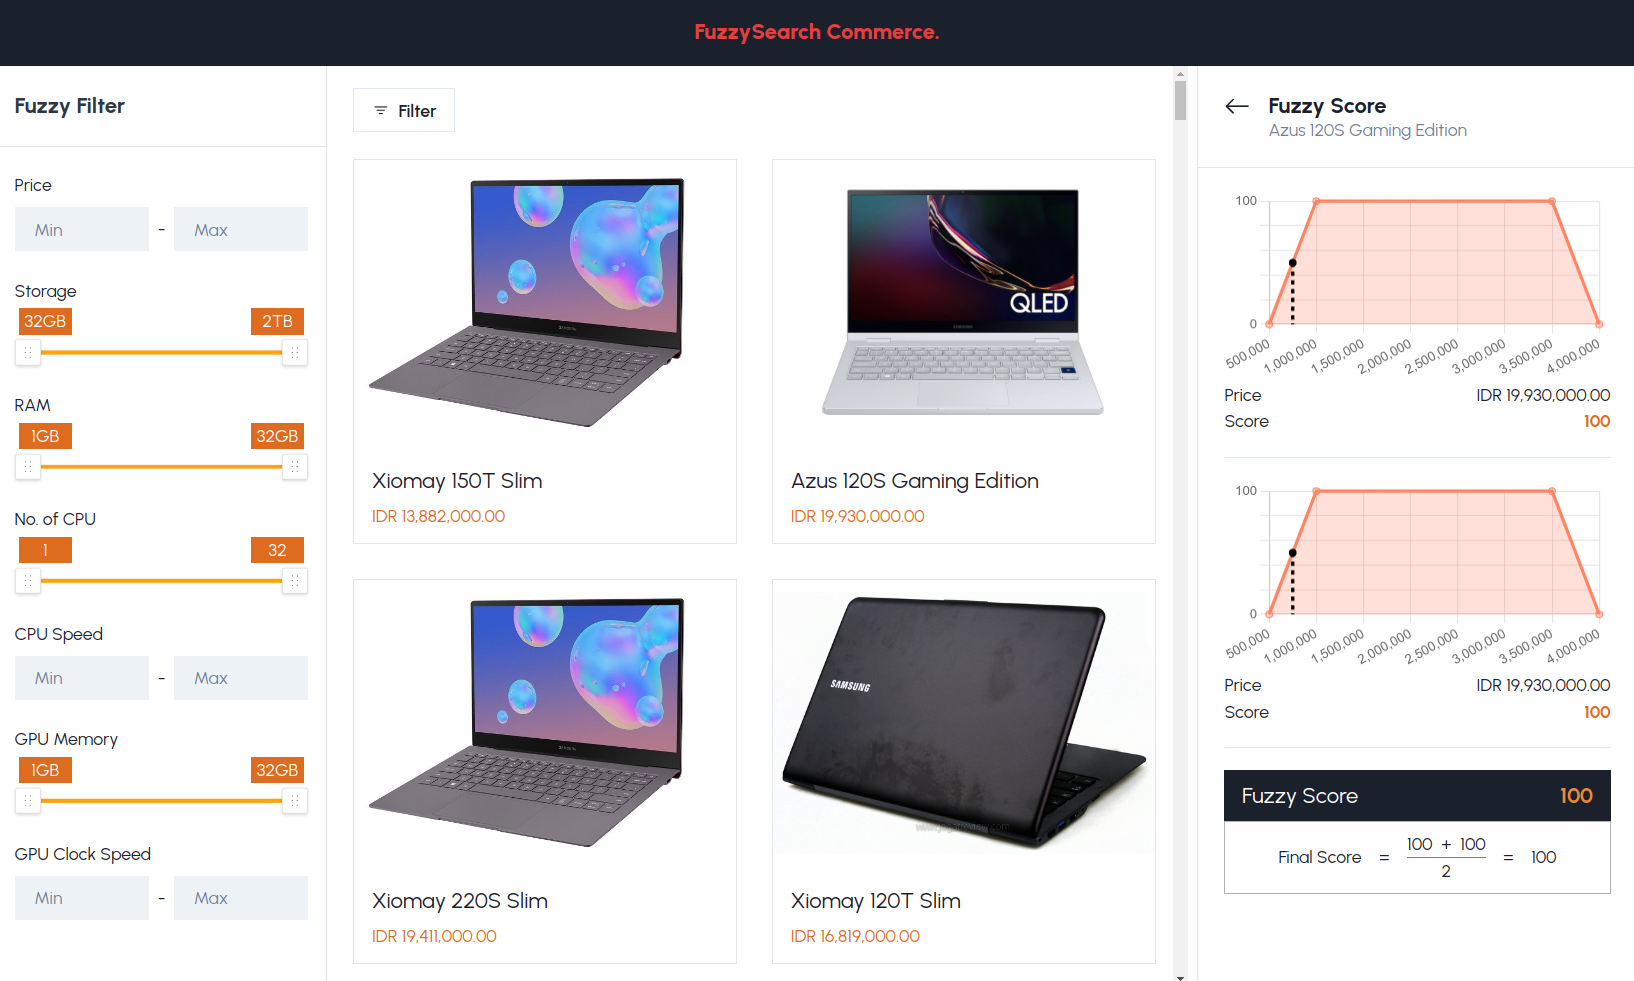 FuzzySearch Commerce.
Fuzzy Filter
Price
Min - Max
Storage
32GB 2TB
RAM
1GB 32GB
No. of CPU
1 32
CPU Speed
Min - Max
GPU Memory
1GB 32GB
GPU Clock Speed
Min - Max
Filter
QLED
Xiomay 150T Slim
IDR 13,882,000.00
Azus 120S Gaming Edition
IDR 19,930,000.00
SAMSUNG
Xiomay 220S Slim
IDR 19,411,000.00
Xiomay 120T Slim
IDR 16,819,000.00
Fuzzy Score
Azus 120S Gaming Edition
100
0
500,000 1,000,000 1,500,000 2,000,000 2,500,000 3,000,000 3,500,000 4,000,000
Price IDR 19,930,000.00
Score 100
100
0
500,000 1,000,000 1,500,000 2,000,000 2,500,000 3,000,000 3,500,000 4,000,000
Price IDR 19,930,000.00
Score 100
Fuzzy Score 100
100 + 100
Final Score = = 100
2